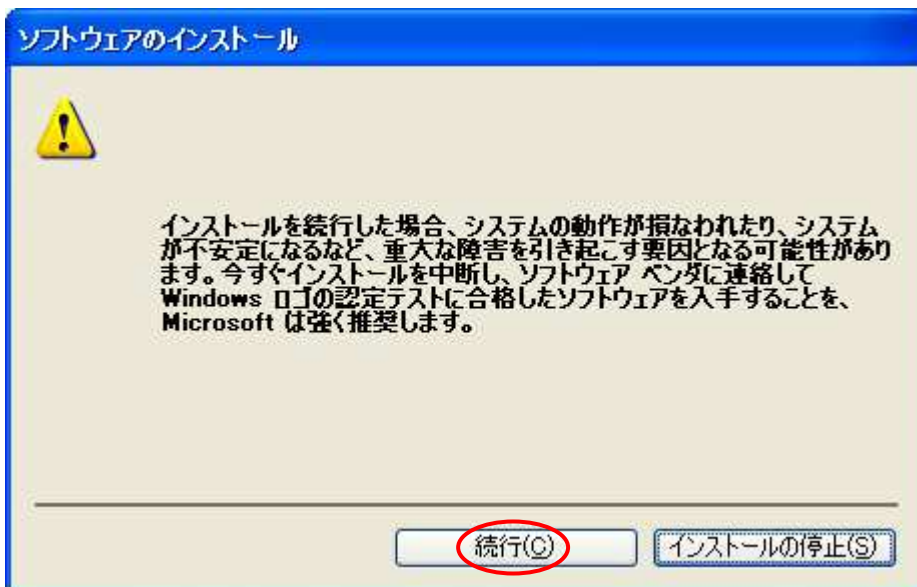 ソフトウェアのインストール
インストールを続行した場合、システムの動作が損なわれたり、システム
が不安定になるなど、重大な障害を引き起こす要因となる可能性があり
ます。今すぐインストールを中断し、ソフトウェア ベンダに連絡して
Windows ロゴの認定テストに合格したソフトウェアを入手することを、
Microsoft は強く推奨します。
続行(C)
インストールの停止(S)